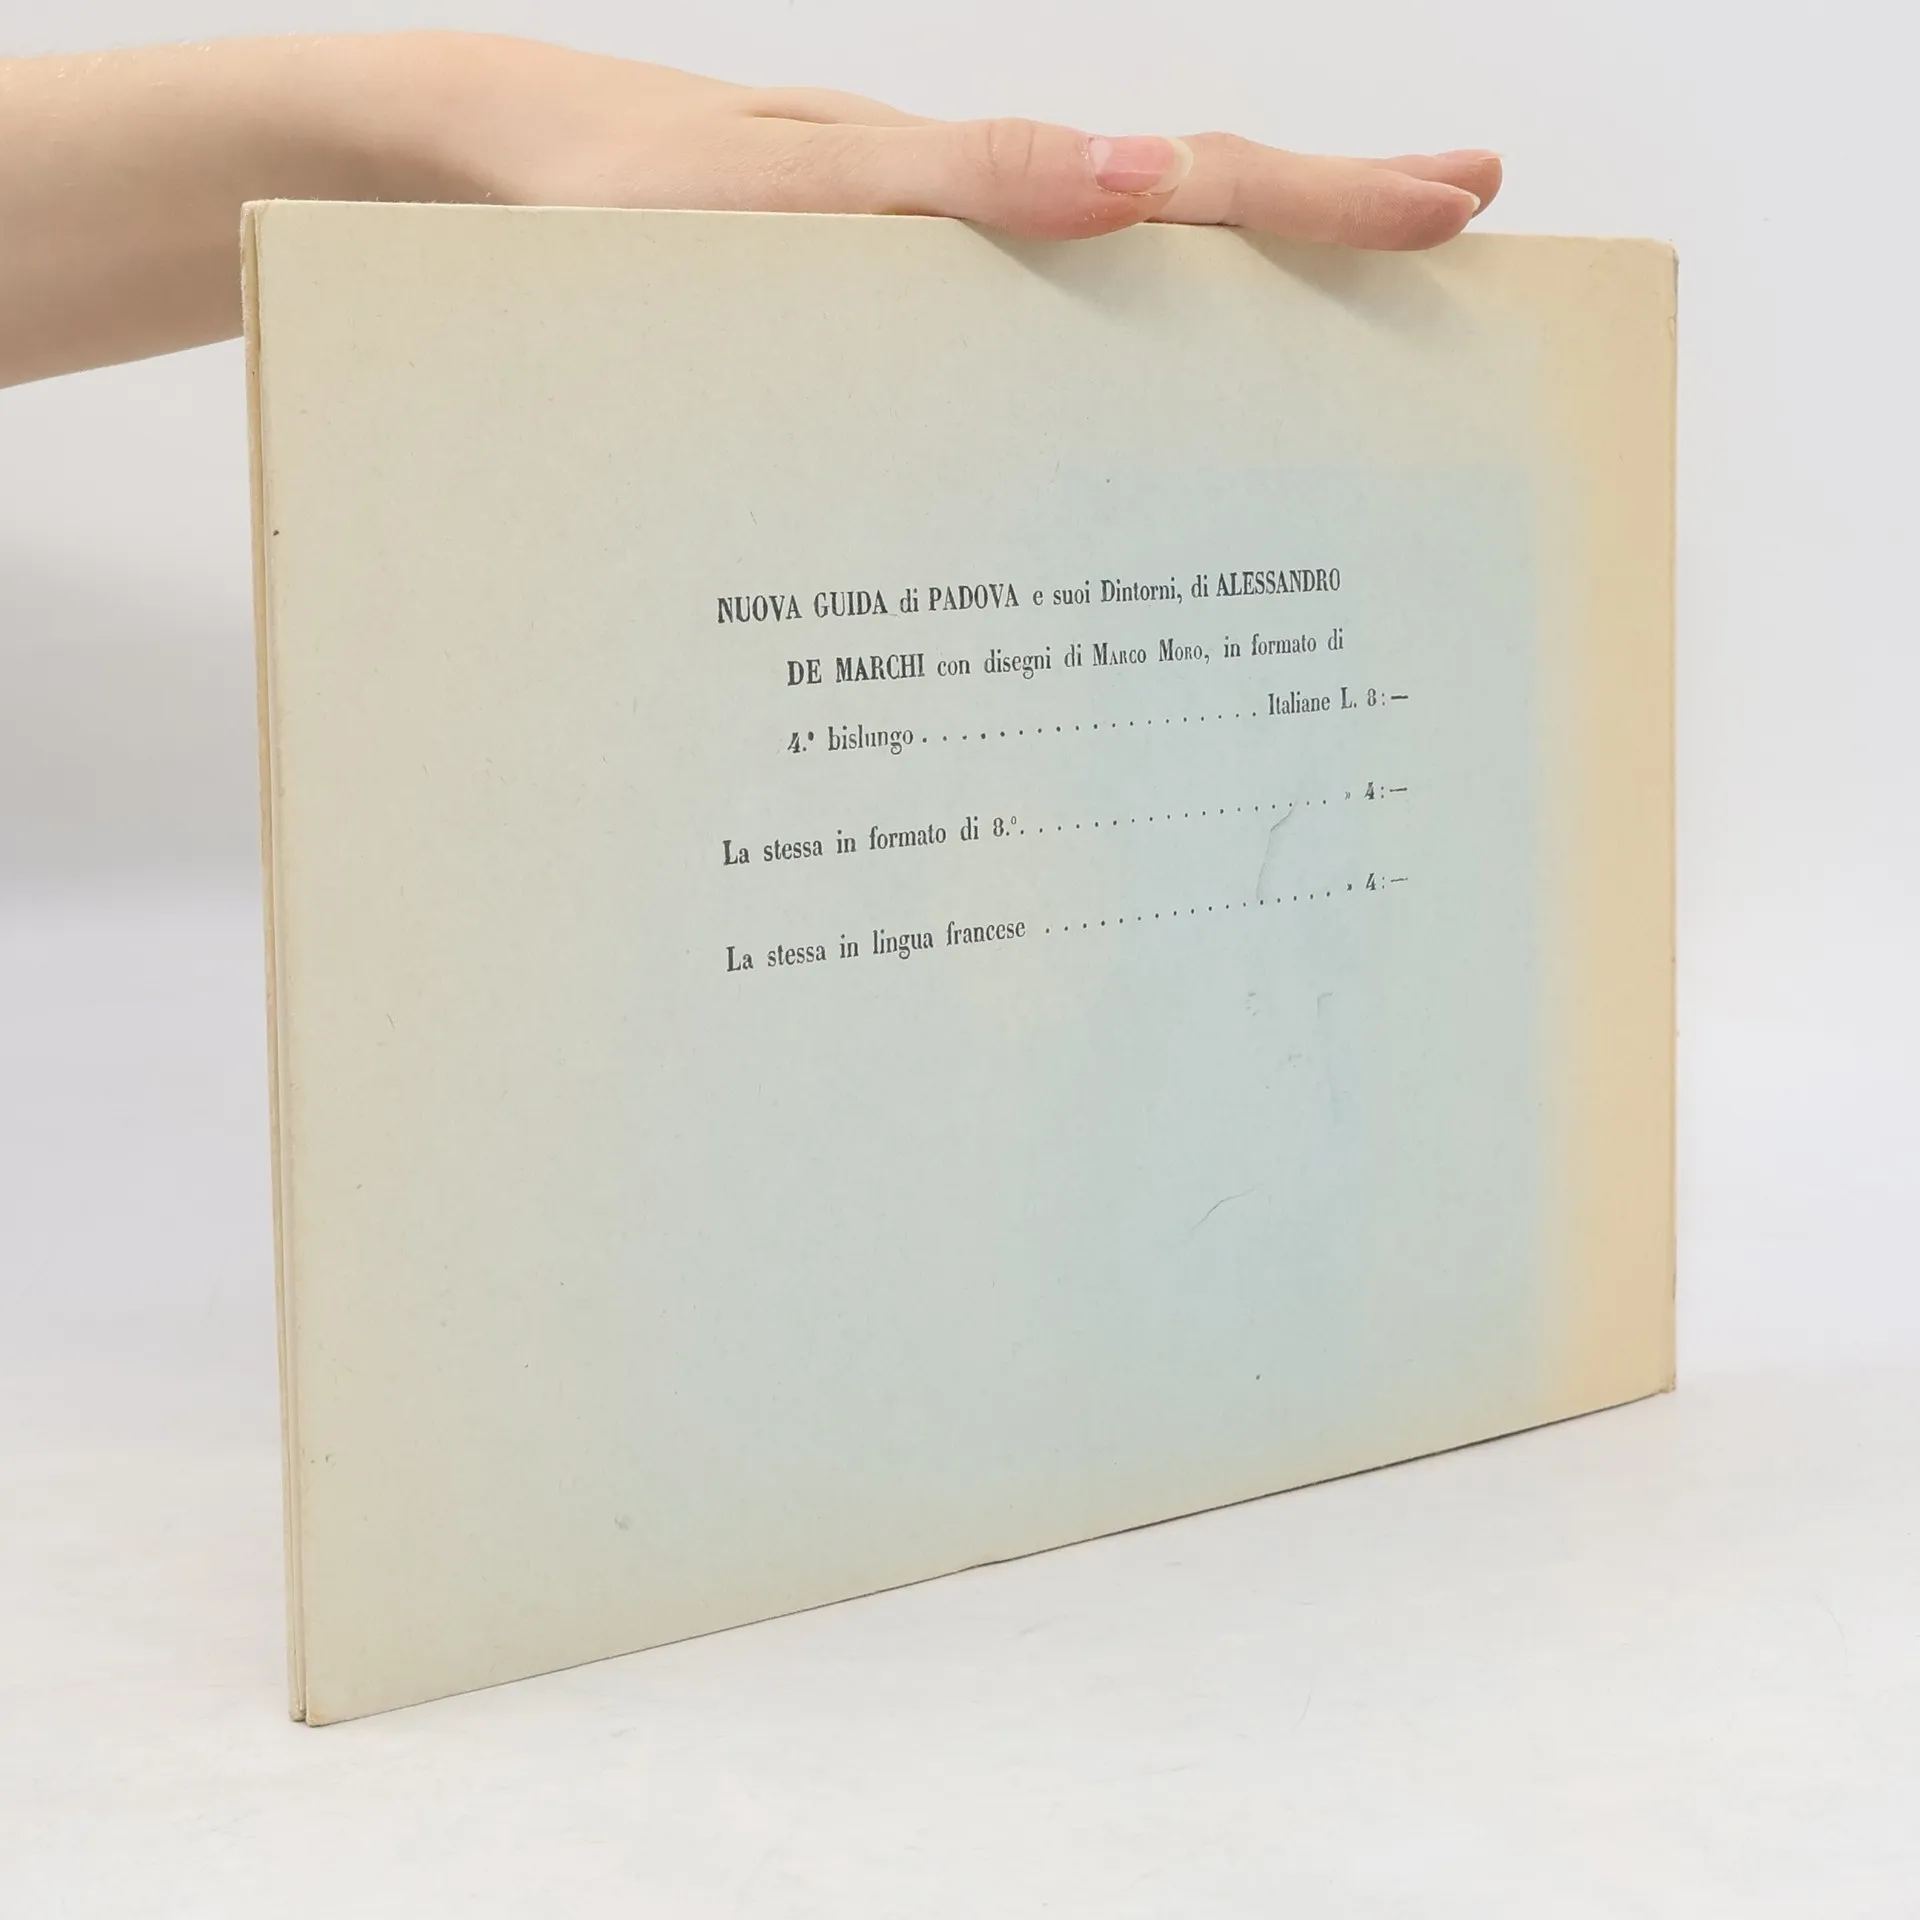 NUOVA GUIDA di PADOVA e suoi Dintorni, di ALESSANDRO
DE MARCHI con disegni di MARCO MORO, in formato di
4.º bislungo . . . . . . . . . . . . . . . . . . . Italiane L. 8:—
La stessa in formato di 8.º . . . . . . . . . . . . . . . . . . » 4:—
La stessa in lingua francese . . . . . . . . . . . . . . . . . » 4:—